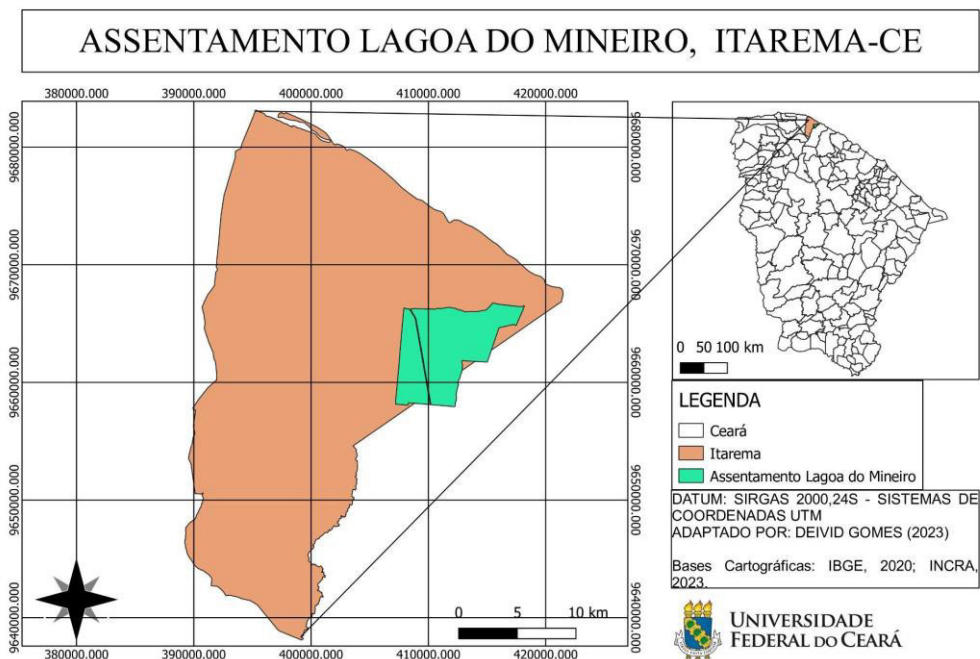 ASSENTAMENTO LAGOA DO MINEIRO, ITAREMA-CE
380000.000 390000.000 400000.000 410000.000 420000.000
9680000.000 9680000.000
9670000.000 9670000.000
9660000.000 9660000.000
9650000.000 9650000.000
9640000.000 9640000.000
0 5 10 km
380000.000 390000.000 400000.000 410000.000 420000.000
0 50 100 km
LEGENDA
Ceará
Itarema
Assentamento Lagoa do Mineiro
DATUM: SIRGAS 2000,24S - SISTEMAS DE
COORDENADAS UTM
ADAPTADO POR: DEIVID GOMES (2023)
Bases Cartográficas: IBGE, 2020; INCRA,
2023.
UNIVERSIDADE
FEDERAL DO CEARÁ